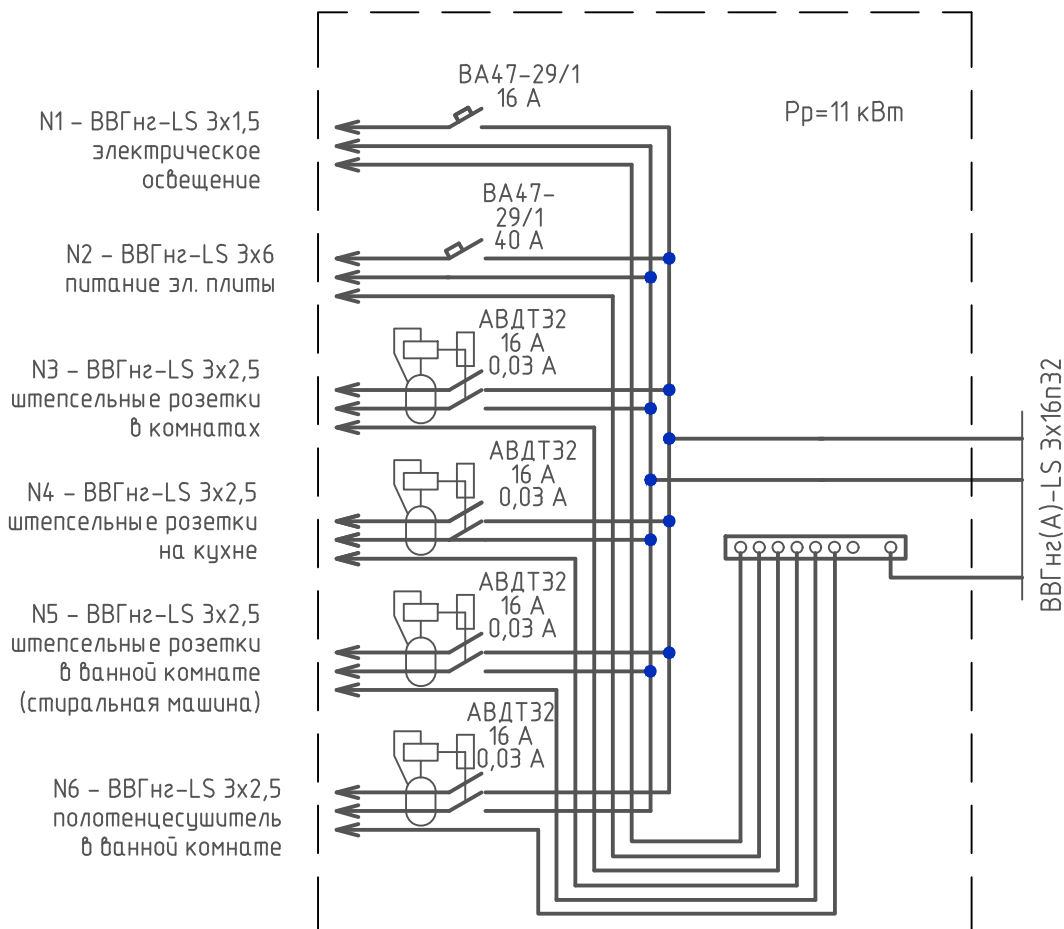 ВА47-29/1
16 А
N1 - ВВГнг-LS 3х1,5
электрическое
освещение
Рр=11 кВт
ВА47-
29/1
40 А
N2 - ВВГнг-LS 3х6
питание эл. плиты
АВДТ32
16 А
0,03 А
N3 - ВВГнг-LS 3х2,5
штепсельные розетки
в комнатах
АВДТ32
16 А
0,03 А
N4 - ВВГнг-LS 3х2,5
штепсельные розетки
на кухне
АВДТ32
16 А
0,03 А
N5 - ВВГнг-LS 3х2,5
штепсельные розетки
в ванной комнате
(стиральная машина)
АВДТ32
16 А
0,03 А
N6 - ВВГнг-LS 3х2,5
полотенцесушитель
в ванной комнате
ВВГнг(А)-LS 3х16п32